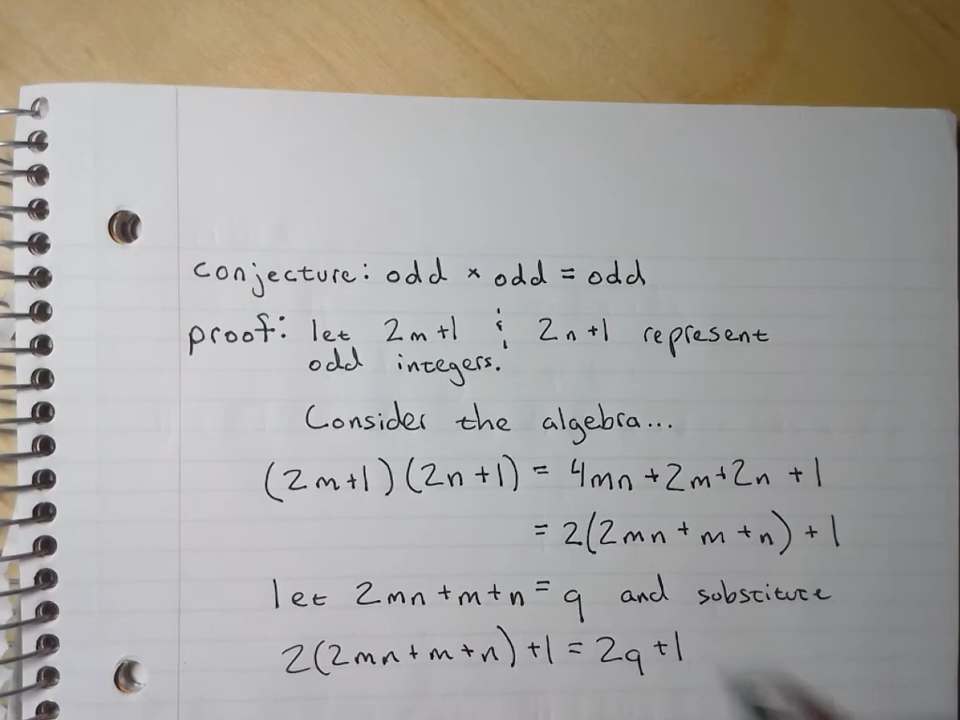 conjecture: odd × odd = odd
proof: let 2m+1 & 2n+1 represent
odd integers.
Consider the algebra...
(2m+1)(2n+1) = 4mn+2m+2n+1
= 2(2mn+m+n)+1
let 2mn+m+n=q and substitute
2(2mn+m+n)+1=2q+1